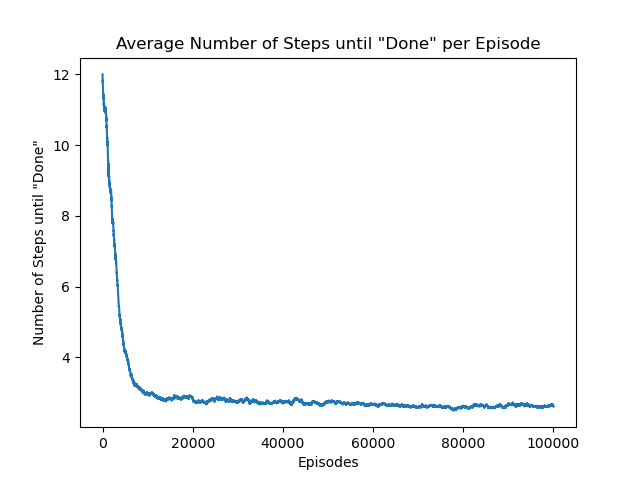 Average Number of Steps until "Done" per Episode
12
10
8
6
4
Number of Steps until "Done"
0 20000 40000 60000 80000 100000
Episodes